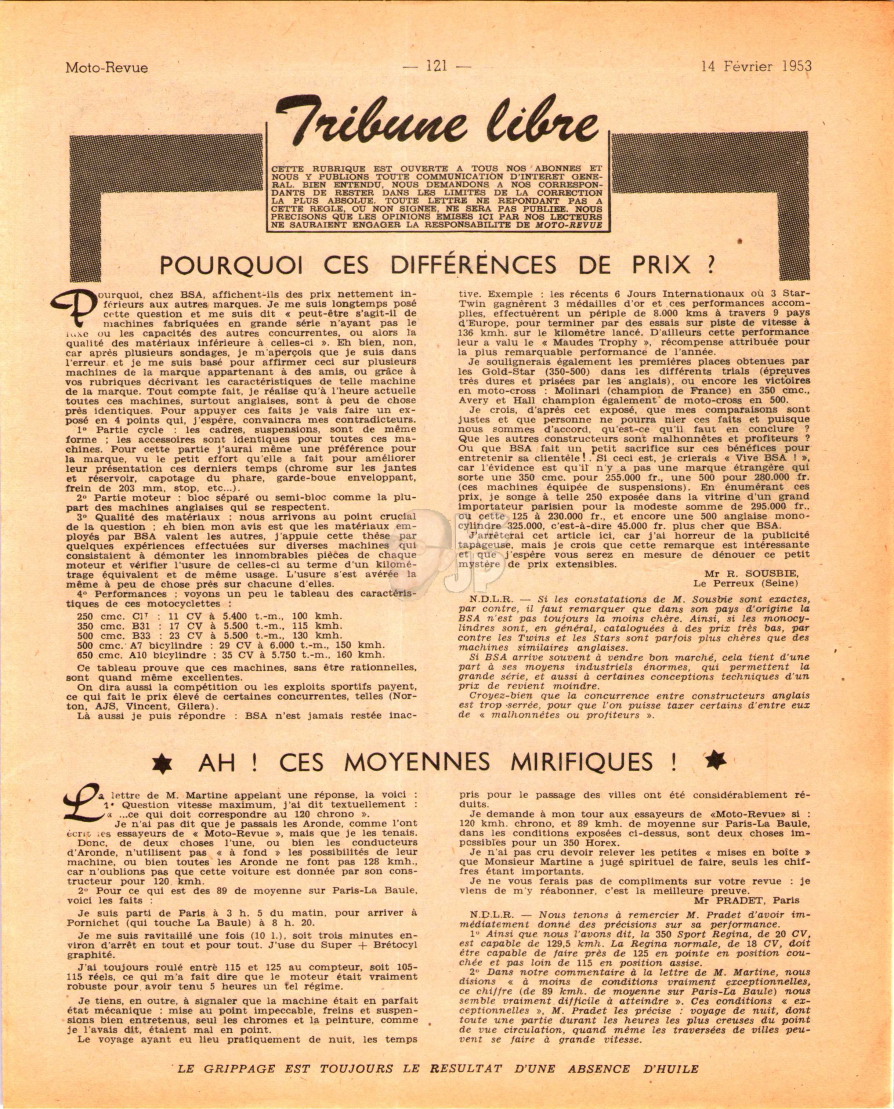 Moto-Revue
— 121 —
14 Février 1953
Tribune libre
CETTE RUBRIQUE EST OUVERTE A TOUS NOS ABONNES ET
NOUS Y PUBLIONS TOUTE COMMUNICATION D'INTERET GENE-
RAL. BIEN ENTENDU, NOUS DEMANDONS A NOS CORRESPON-
DANTS DE RESTER DANS LES LIMITES DE LA CORRECTION
LA PLUS ABSOLUE. TOUTE LETTRE NE REPONDANT PAS A
CETTE REGLE, OU NON SIGNEE, NE SERA PAS PUBLIEE. NOUS
PRECISONS QUE LES OPINIONS EMISES ICI PAR NOS LECTEURS
NE SAURAIENT ENGAGER LA RESPONSABILITE DE MOTO-REVUE
POURQUOI CES DIFFÉRENCES DE PRIX ?
Pourquoi, chez BSA, affichent-ils des prix nettement in-
férieurs aux autres marques. Je me suis longtemps posé
cette question et me suis dit « peut-être s'agit-il de
machines fabriquées en grande série n'ayant pas le
luxe ou les capacités des autres concurrentes, ou alors la
qualité des matériaux inférieure à celles-ci ». Eh bien, non,
car après plusieurs sondages, je m'aperçois que je suis dans
l'erreur et je me suis basé pour affirmer ceci sur plusieurs
machines de la marque appartenant à des amis, ou grâce à
vos rubriques décrivant les caractéristiques de telle machine
de la marque. Tout compte fait, je réalise qu'à l'heure actuelle
toutes ces machines, surtout anglaises, sont à peu de chose
près identiques. Pour appuyer ces faits je vais faire un ex-
posé en 4 points qui, j'espère, convaincra mes contradicteurs.
1° Partie cycle : les cadres, suspensions, sont de même
forme ; les accessoires sont identiques pour toutes ces ma-
chines. Pour cette partie j'aurai même une préférence pour
la marque, vu le petit effort qu'elle a fait pour améliorer
leur présentation ces derniers temps (chrome sur les jantes
et réservoir, capotage du phare, garde-boue enveloppant,
frein de 203 mm, stop, etc...).
2° Partie moteur : bloc séparé ou semi-bloc comme la plu-
part des machines anglaises qui se respectent.
3° Qualité des matériaux : nous arrivons au point crucial
de la question ; eh bien mon avis est que les matériaux em-
ployés par BSA valent les autres, j'appuie cette thèse par
quelques expériences effectuées sur diverses machines qui
consistaient à démonter les innombrables pièces de chaque
moteur et vérifier l'usure de celles-ci au terme d'un kilomé-
trage équivalent et de même usage. L'usure s'est avérée la
même à peu de chose prés sur chacune d'elles.
4° Performances : voyons un peu le tableau des caractéris-
tiques de ces motocyclettes :
250 cmc. C11 : 11 CV à 5.400 t.-m., 100 kmh.
350 cmc. B31 : 17 CV à 5.500 t.-m., 115 kmh.
500 cmc. B33 : 23 CV à 5.500 t.-m., 130 kmh.
500 cmc. A7 bicylindre : 29 CV à 6.000 t.-m., 150 kmh.
650 cmc. A10 bicylindre : 35 CV à 5.750 t.-m., 160 kmh.
Ce tableau prouve que ces machines, sans être rationnelles,
sont quand même excellentes.
On dira aussi la compétition ou les exploits sportifs payent,
ce qui fait le prix élevé de certaines concurrentes, telles (Nor-
ton, AJS, Vincent, Gilera).
Là aussi je puis répondre : BSA n'est jamais restée inac-
tive. Exemple : les récents 6 Jours Internationaux où 3 Star-
Twin gagnèrent 3 médailles d'or et ces performances accom-
plies, effectuèrent un périple de 8.000 kms à travers 9 pays
d'Europe, pour terminer par des essais sur piste de vitesse à
136 kmh. sur le kilomètre lancé. D'ailleurs cette performance
leur a valu le « Maudes Trophy », récompense attribuée pour
la plus remarquable performance de l'année.
Je soulignerais également les premières places obtenues par
les Gold-Star (350-500) dans les différents trials (épreuves
très dures et prisées par les anglais), ou encore les victoires
en moto-cross : Molinari (champion de France) en 350 cmc.,
Avery et Hall champion également de moto-cross en 500.
Je crois, d'après cet exposé, que mes comparaisons sont
justes et que personne ne pourra nier ces faits et puisque
nous sommes d'accord, qu'est-ce qu'il faut en conclure ?
Que les autres constructeurs sont malhonnêtes et profiteurs ?
Ou que BSA fait un petit sacrifice sur ces bénéfices pour
entretenir sa clientèle !. Si ceci est, je crierais « Vive BSA ! »,
car l'évidence est qu'il n'y a pas une marque étrangère qui
sorte une 350 cmc. pour 255.000 fr., une 500 pour 280.000 fr.
(ces machines équipée de suspensions). En énumérant ces
prix, je songe à telle 250 exposée dans la vitrine d'un grand
importateur parisien pour la modeste somme de 295.000 fr.,
ou cette 125 à 230.000 fr., et encore une 500 anglaise mono-
cylindre 325.000, c'est-à-dire 45.000 fr. plus cher que BSA.
J'arrêterai cet article ici, car j'ai horreur de la publicité
tapageuse, mais je crois que cette remarque est intéressante
et que j'espère vous serez en mesure de dénouer ce petit
mystère de prix extensibles.
Mr R. SOUSBIE,
Le Perreux (Seine)
N.D.L.R. — Si les constatations de M. Sousbie sont exactes,
par contre, il faut remarquer que dans son pays d'origine la
BSA n'est pas toujours la moins chère. Ainsi, si les monocy-
lindres sont, en général, cataloguées à des prix très bas, par
contre les Twins et les Stars sont parfois plus chères que des
machines similaires anglaises.
Si BSA arrive souvent à vendre bon marché, cela tient d'une
part à ses moyens industriels énormes, qui permettent la
grande série, et aussi à certaines conceptions techniques d'un
prix de revient moindre.
Croyez-bien que la concurrence entre constructeurs anglais
est trop serrée, pour que l'on puisse taxer certains d'entre eux
de « malhonnêtes ou profiteurs ».
AH ! CES MOYENNES MIRIFIQUES !
La lettre de M. Martine appelant une réponse, la voici :
1° Question vitesse maximum, j'ai dit textuellement :
« ...ce qui doit correspondre au 120 chrono ».
Je n'ai pas dit que je passais les Aronde, comme l'ont
écrit les essayeurs de « Moto-Revue », mais que je les tenais.
Donc, de deux choses l'une, ou bien les conducteurs
d'Aronde, n'utilisent pas « à fond » les possibilités de leur
machine, ou bien toutes les Aronde ne font pas 128 kmh.,
car n'oublions pas que cette voiture est donnée par son cons-
tructeur pour 120 kmh.
2° Pour ce qui est des 89 de moyenne sur Paris-La Baule,
voici les faits :
Je suis parti de Paris à 3 h. 5 du matin, pour arriver à
Pornichet (qui touche La Baule) à 8 h. 20.
Je me suis ravitaillé une fois (10 l.), soit trois minutes en-
viron d'arrêt en tout et pour tout. J'use du Super + Brétocyl
graphité.
J'ai toujours roulé entre 115 et 125 au compteur, soit 105-
115 réels, ce qui m'a fait dire que le moteur était vraiment
robuste pour avoir tenu 5 heures un tel régime.
Je tiens, en outre, à signaler que la machine était en parfait
état mécanique : mise au point impeccable, freins et suspen-
sions bien entretenus, seul les chromes et la peinture, comme
je l'avais dit, étaient mal en point.
Le voyage ayant eu lieu pratiquement de nuit, les temps
pris pour le passage des villes ont été considérablement ré-
duits.
Je demande à mon tour aux essayeurs de «Moto-Revue» si :
120 kmh. chrono, et 89 kmh. de moyenne sur Paris-La Baule,
dans les conditions exposées ci-dessus, sont deux choses im-
possibles pour un 350 Horex.
Je n'ai pas cru devoir relever les petites « mises en boîte »
que Monsieur Martine a jugé spirituel de faire, seuls les chif-
fres étant importants.
Je ne vous ferais pas de compliments sur votre revue : je
viens de m'y réabonner, c'est la meilleure preuve.
Mr PRADET, Paris
N.D.L.R. — Nous tenons à remercier M. Pradet d'avoir im-
médiatement donné des précisions sur sa performance.
1° Ainsi que nous l'avons dit, la 350 Sport Regina, de 20 CV,
est capable de 129,5 kmh. La Regina normale, de 18 CV, doit
être capable de faire près de 125 en pointe en position cou-
chée et pas loin de 115 en position assise.
2° Dans notre commentaire à la lettre de M. Martine, nous
disions « à moins de conditions vraiment exceptionnelles,
ce chiffre (de 89 kmh. de moyenne sur Paris-La Baule) nous
semble vraiment difficile à atteindre ». Ces conditions « ex-
ceptionnelles », M. Pradet les précise : voyage de nuit, dont
toute une partie durant les heures les plus creuses du point
de vue circulation, quand même les traversées de villes peu-
vent se faire à grande vitesse.
LE GRIPPAGE EST TOUJOURS LE RESULTAT D'UNE ABSENCE D'HUILE